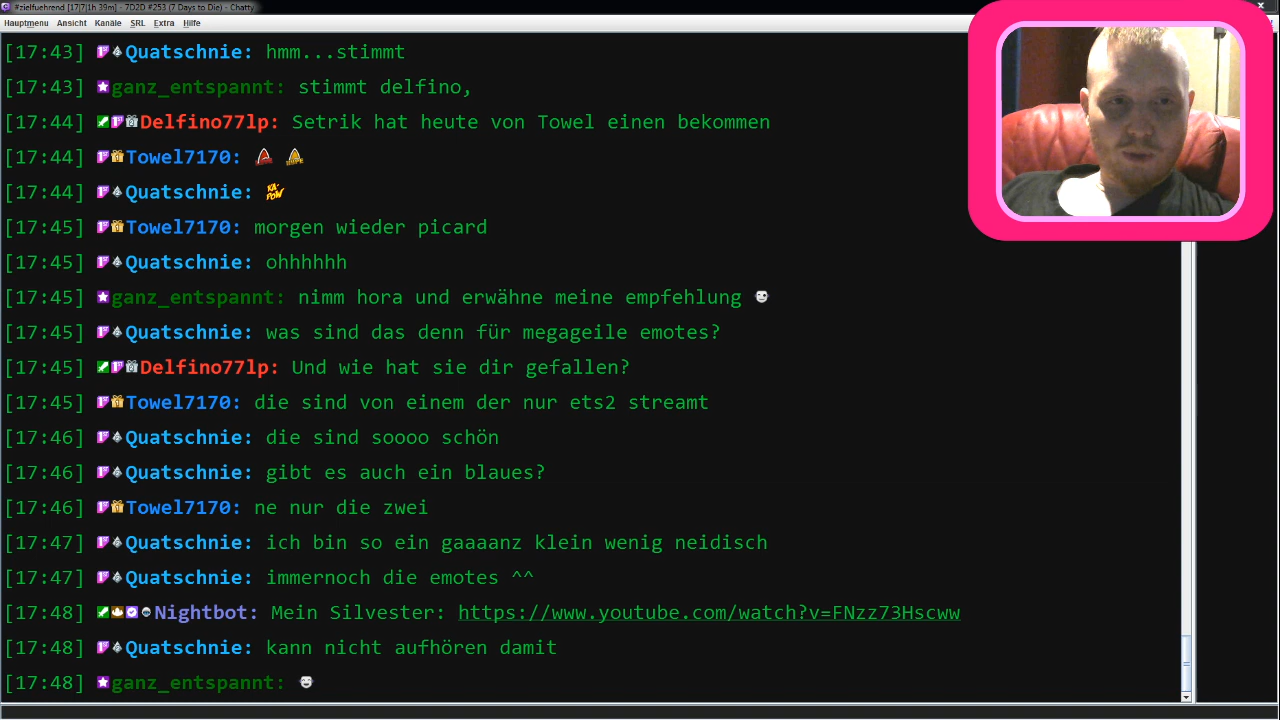 #zielfuehrend [17|7|1h 39m] - 7D2D #253 (7 Days to Die) - Chatty
Hauptmenu Ansicht Kanäle SRL Extra Hilfe
[17:43] Quatschnie: hmm...stimmt
[17:43] ganz_entspannt: stimmt delfino,
[17:44] Delfino77lp: Setrik hat heute von Towel einen bekommen
[17:44] Towel7170:
[17:44] Quatschnie: KA-POW
[17:45] Towel7170: morgen wieder picard
[17:45] Quatschnie: ohhhhhh
[17:45] ganz_entspannt: nimm hora und erwähne meine empfehlung
[17:45] Quatschnie: was sind das denn für megageile emotes?
[17:45] Delfino77lp: Und wie hat sie dir gefallen?
[17:45] Towel7170: die sind von einem der nur ets2 streamt
[17:46] Quatschnie: die sind soooo schön
[17:46] Quatschnie: gibt es auch ein blaues?
[17:46] Towel7170: ne nur die zwei
[17:47] Quatschnie: ich bin so ein gaaaanz klein wenig neidisch
[17:47] Quatschnie: immernoch die emotes ^^
[17:48] Nightbot: Mein Silvester: https://www.youtube.com/watch?v=FNzz73Hscww
[17:48] Quatschnie: kann nicht aufhören damit
[17:48] ganz_entspannt: